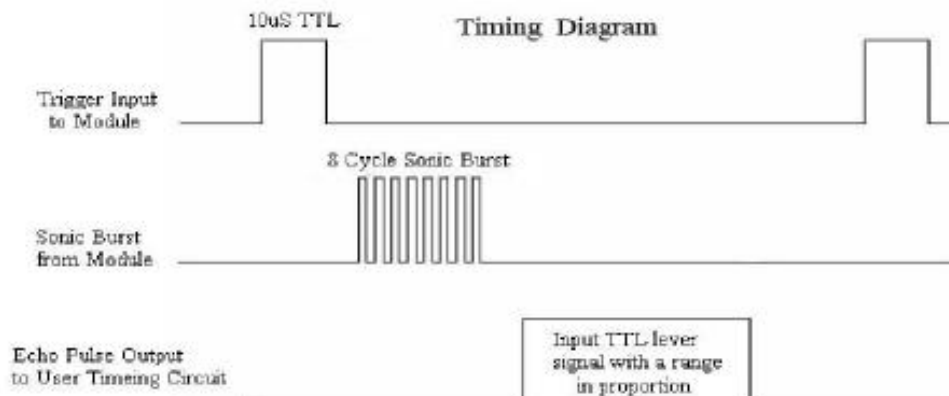 10uS TTL
Timing Diagram
Trigger Input
to Module
8 Cycle Sonic Burst
Sonic Burst
from Module
Echo Pulse Output
to User Timeing Circuit
Input TTL lever
signal with a range
in proportion